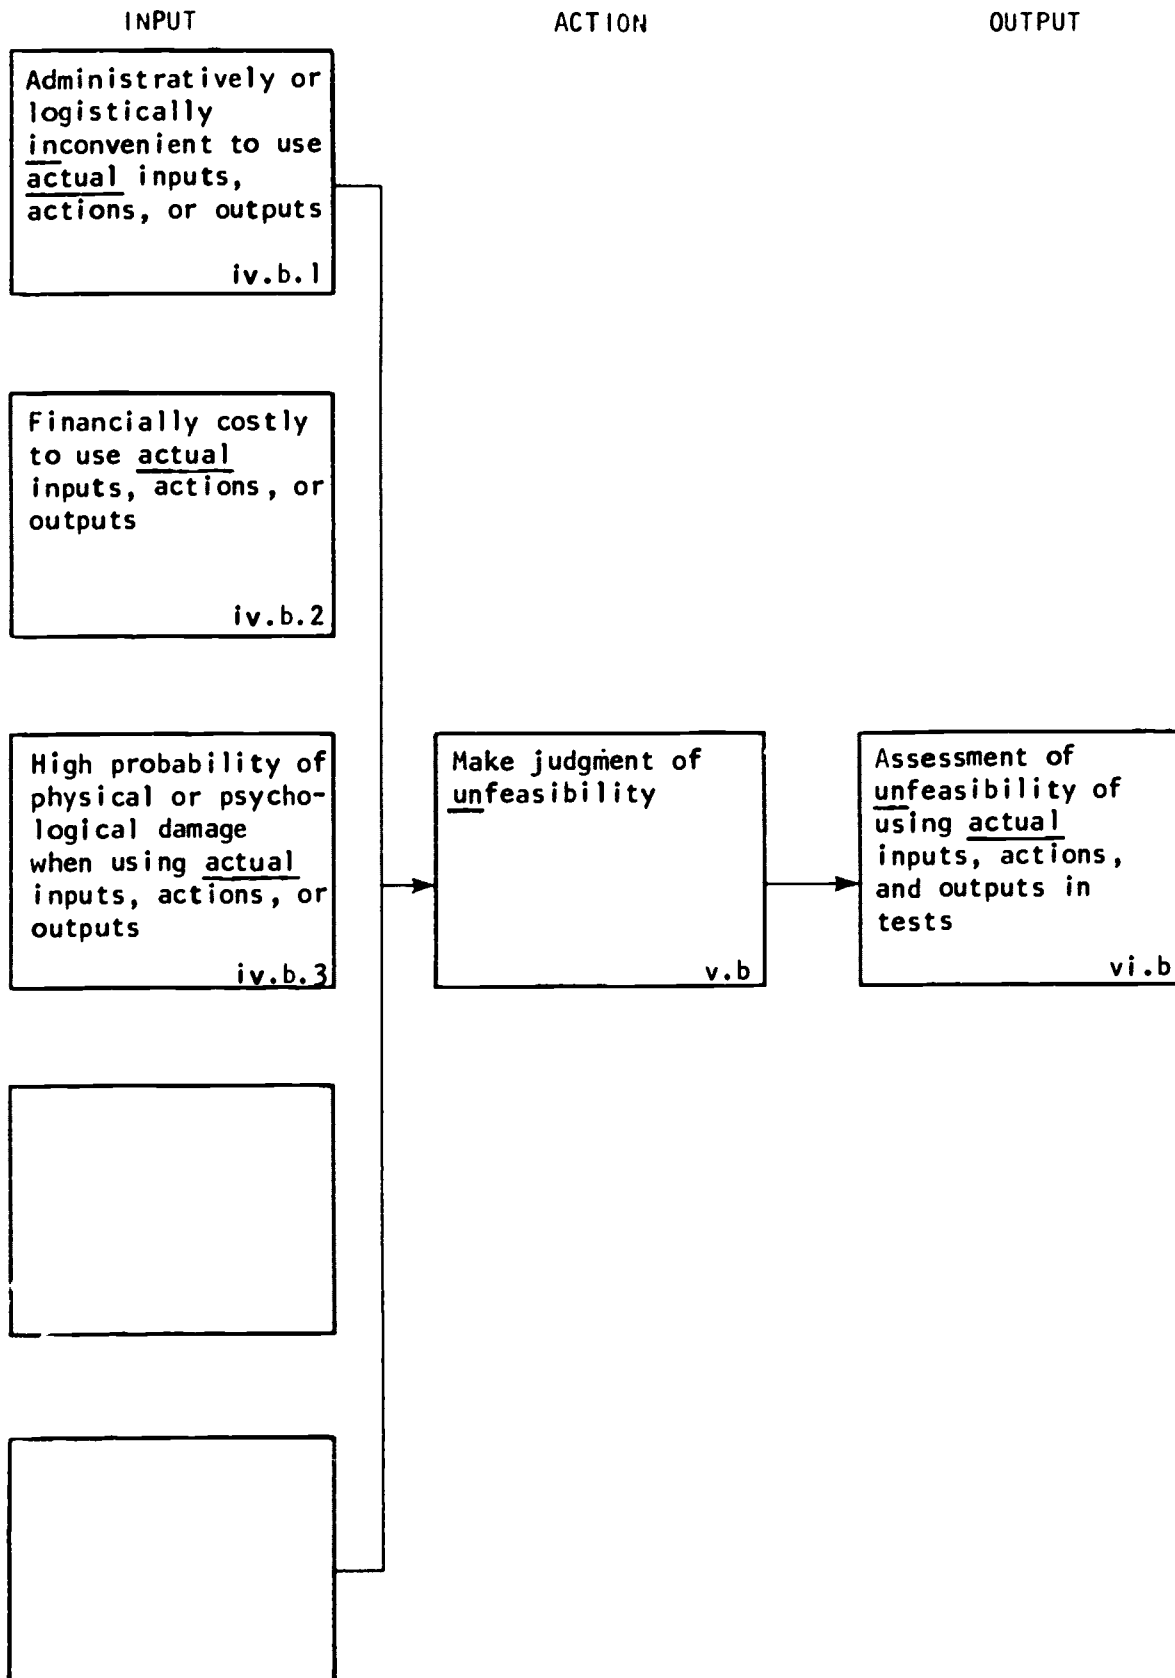 INPUT
ACTION
OUTPUT
Administratively or
logistically
inconvenient to use
actual inputs,
actions, or outputs
iv.b.1
Financially costly
to use actual
inputs, actions, or
outputs
iv.b.2
High probability of
physical or psycho-
logical damage
when using actual
inputs, actions, or
outputs
iv.b.3
Make judgment of
unfeasibility
v.b
Assessment of
unfeasibility of
using actual
inputs, actions,
and outputs in
tests
vi.b